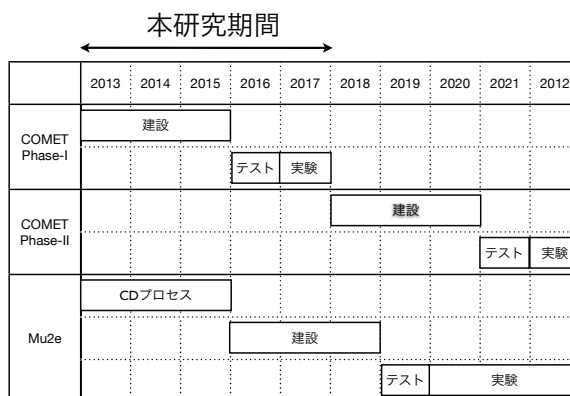 本研究期間
2013 2014 2015 2016 2017 2018 2019 2020 2021 2012
COMET
Phase-I
建設
テスト 実験
COMET
Phase-II
建設
テスト 実験
Mu2e
CDプロセス
建設
テスト 実験